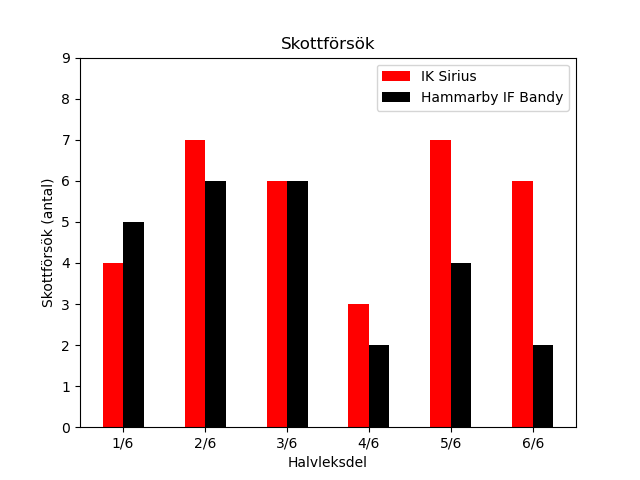 Skottförsök
IK Sirius
Hammarby IF Bandy
Skottförsök (antal)
9
8
7
6
5
4
3
2
1
0
1/6 2/6 3/6 4/6 5/6 6/6
Halvleksdel